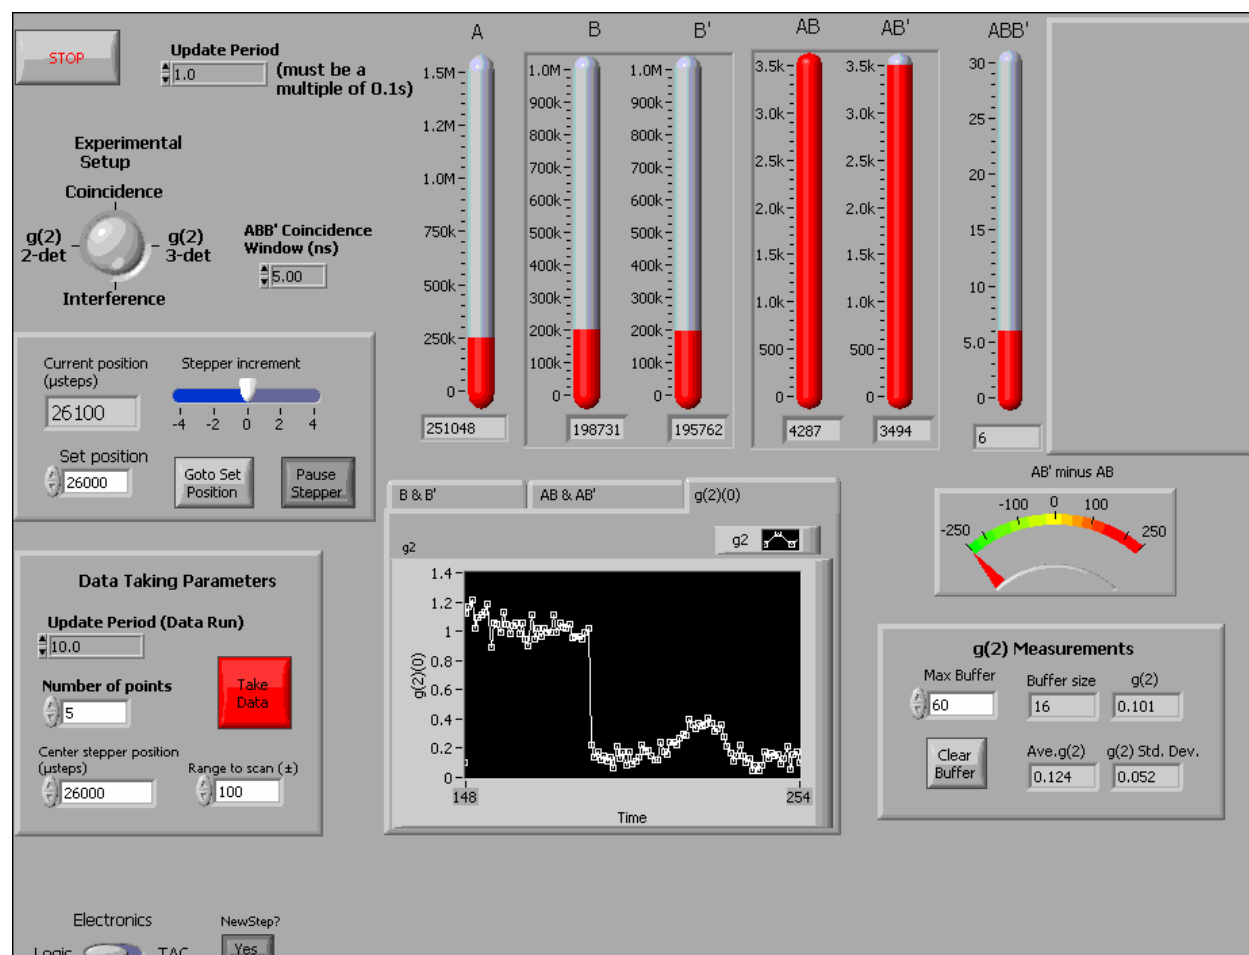 STOP
Update Period
1.0
(must be a
multiple of 0.1s)
Experimental
Setup
Coincidence
g(2)
2-det
g(2)
3-det
Interference
ABB' Coincidence
Window (ns)
5.00
A
1.5M
1.2M
1.0M
750k
500k
250k
0
251048
B
1.0M
900k
800k
700k
600k
500k
400k
300k
200k
100k
0
198731
B'
1.0M
900k
800k
700k
600k
500k
400k
300k
200k
100k
0
195762
AB
3.5k
3.0k
2.5k
2.0k
1.5k
1.0k
500
0
4287
AB'
3.5k
3.0k
2.5k
2.0k
1.5k
1.0k
500
0
3494
ABB'
30
25
20
15
10
5.0
0
6
Current position
(µsteps)
26100
Stepper increment
-4 -2 0 2 4
Set position
26000
Goto Set
Position
Pause
Stepper
Data Taking Parameters
Update Period (Data Run)
10.0
Number of points
5
Take
Data
Center stepper position
(µsteps)
26000
Range to scan (±)
100
B & B'
AB & AB'
g(2)(0)
g2
g2
g(2)(0)
1.4
1.2
1
0.8
0.6
0.4
0.2
0
148
254
Time
AB' minus AB
-250 -100 0 100 250
g(2) Measurements
Max Buffer
60
Buffer size
16
g(2)
0.101
Clear
Buffer
Ave.g(2)
0.124
g(2) Std. Dev.
0.052
Electronics
Logic
TAC
NewStep?
Yes